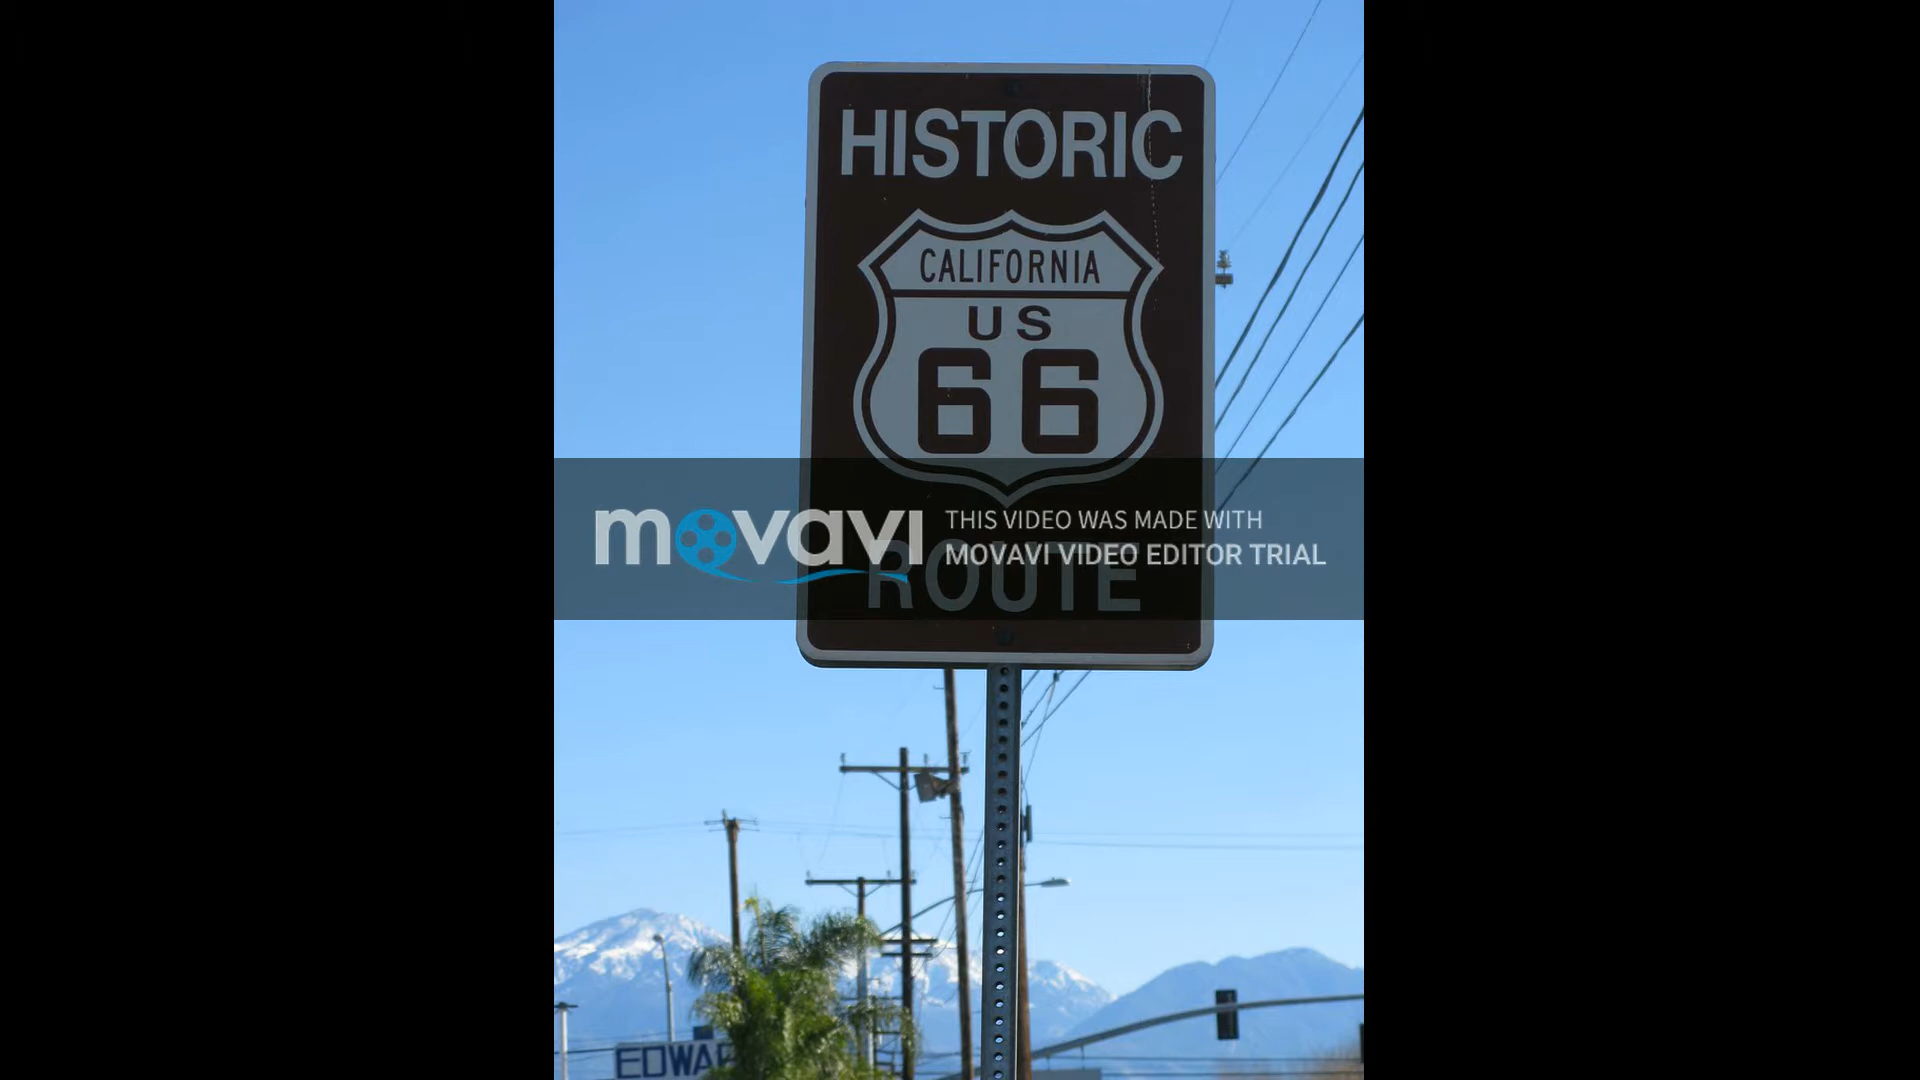 HISTORIC
CALIFORNIA
US
66
movavi
THIS VIDEO WAS MADE WITH
MOVAVI VIDEO EDITOR TRIAL
ROUTE